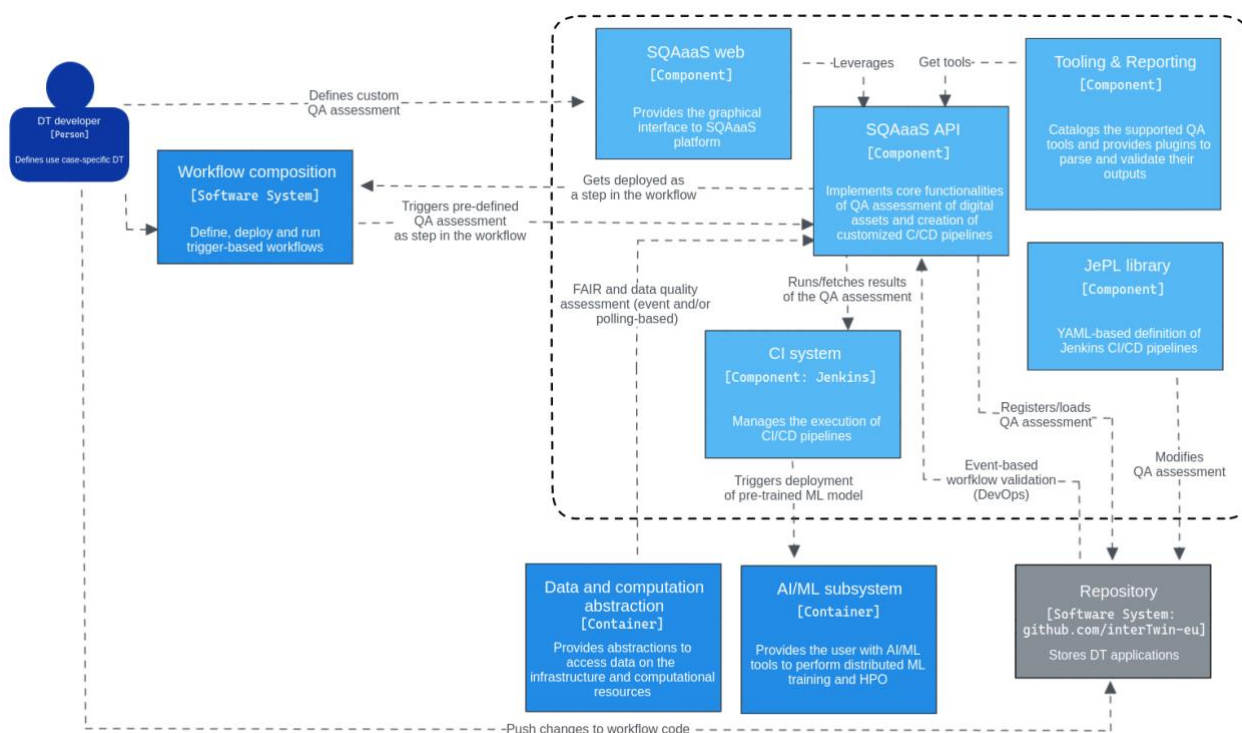 SQAaaS web
[Component]
Provides the graphical
interface to SQAaaS
platform
Leverages
Get tools
Tooling & Reporting
[Component]
Catalogs the supported QA
tools and provides plugins to
parse and validate their
outputs
DT developer
[Person]
Defines use case-specific DT
Defines custom
QA assessment
SQAaaS API
[Component]
Implements core functionalities
of QA assessment of digital
assets and creation of
customized C/CD pipelines
Workflow composition
[Software System]
Define, deploy and run
trigger-based workflows
Gets deployed as
a step in the workflow
Triggers pre-defined
QA assessment
as step in the workflow
FAIR and data quality
assessment (event and/or
polling-based)
Runs/fetches results
of the QA assessment
JePL library
[Component]
YAML-based definition of
Jenkins CI/CD pipelines
CI system
[Component: Jenkins]
Manages the execution of
CI/CD pipelines
Registers/loads
QA assessment
Event-based
worfklow validation
(DevOps)
Modifies
QA assessment
Triggers deployment
of pre-trained ML model
Data and computation
abstraction
[Container]
Provides abstractions to
access data on the
infrastructure and computational
resources
AI/ML subsystem
[Container]
Provides the user with AI/ML
tools to perform distributed ML
training and HPO
Repository
[Software System:
github.com/interTwin-eu]
Stores DT applications
Push changes to workflow code